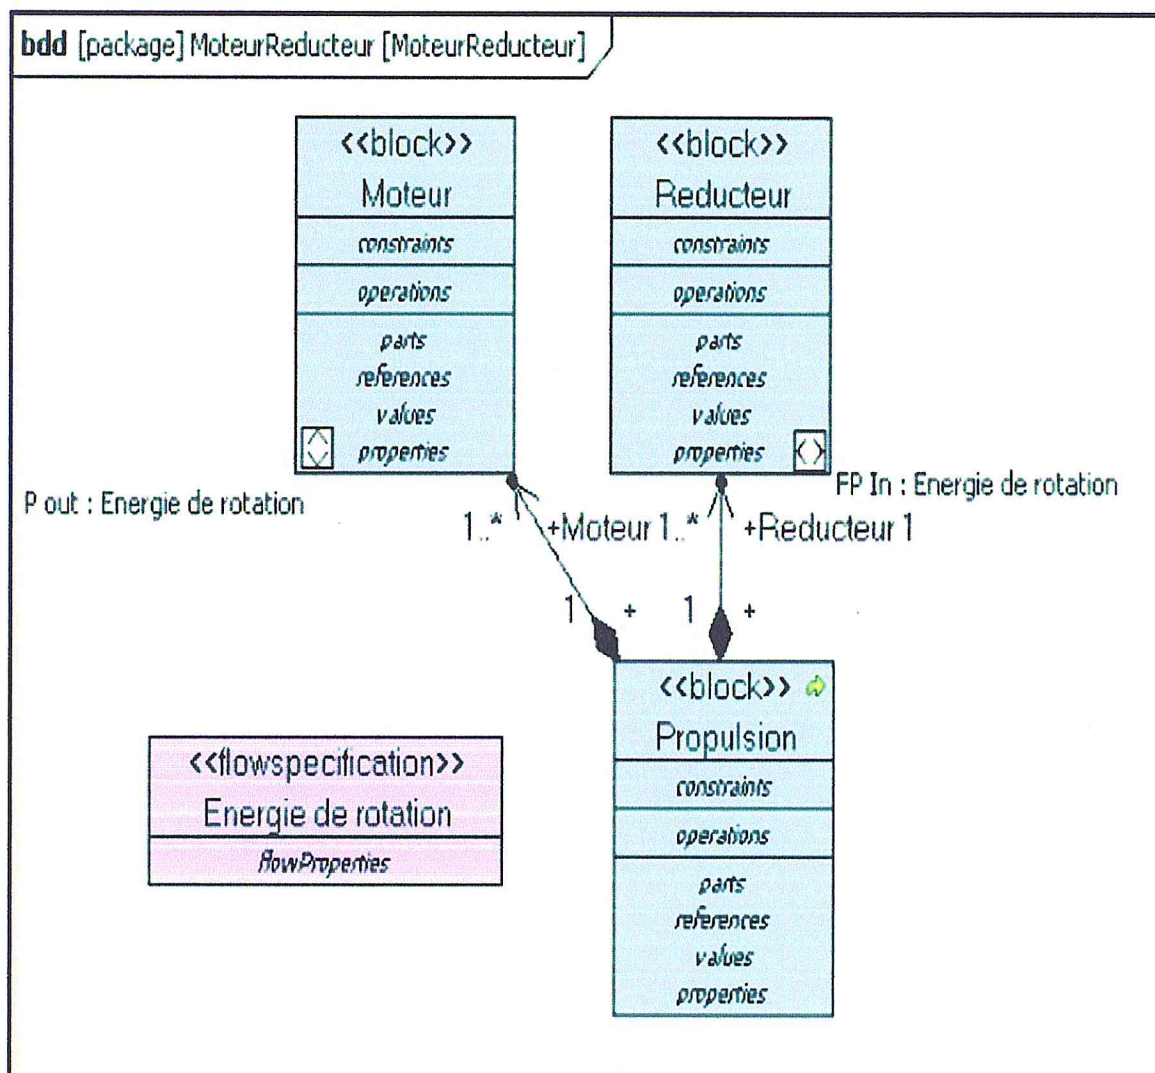 bdd [package] MoteurReducteur [MoteurReducteur]
<<block>>
Moteur
constraints
operations
parts
references
values
properties
<<block>>
Reducteur
constraints
operations
parts
references
values
properties
P out : Energie de rotation
FP In : Energie de rotation
1..* +Moteur 1..* +Reducteur 1
1 + 1 +
<<block>>
Propulsion
constraints
operations
parts
references
values
properties
<<flowspecification>>
Energie de rotation
flowProperties